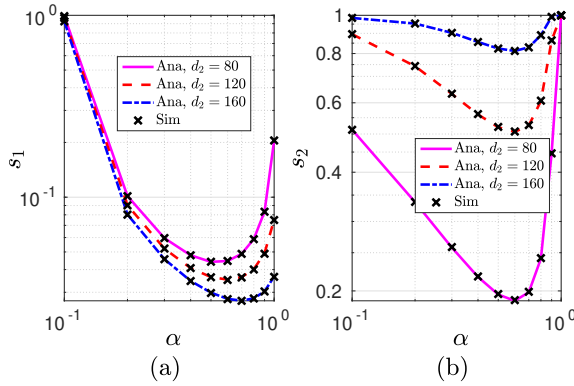 10^0
10^{-1}
s_1
Ana, d_2 = 80
Ana, d_2 = 120
Ana, d_2 = 160
Sim
10^{-1}
10^0
α
(a)
1
0.8
0.6
0.5
0.4
0.2
s_2
Ana, d_2 = 80
Ana, d_2 = 120
Ana, d_2 = 160
Sim
10^{-1}
10^0
α
(b)